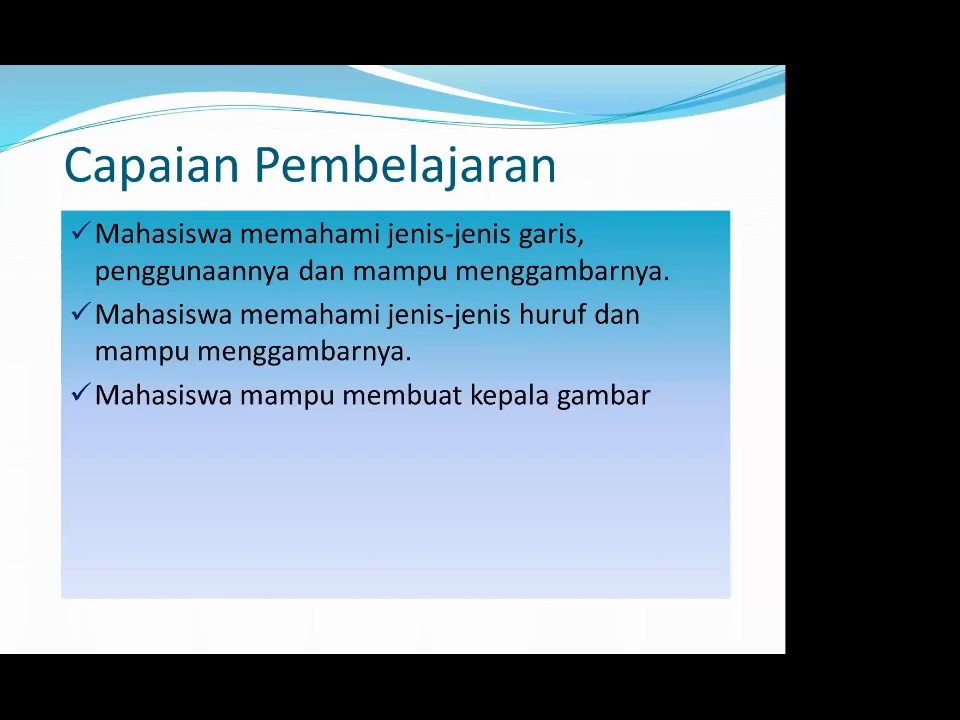 Capaian Pembelajaran
✓Mahasiswa memahami jenis-jenis garis,
penggunaannya dan mampu menggambarnya.
✓Mahasiswa memahami jenis-jenis huruf dan
mampu menggambarnya.
✓Mahasiswa mampu membuat kepala gambar